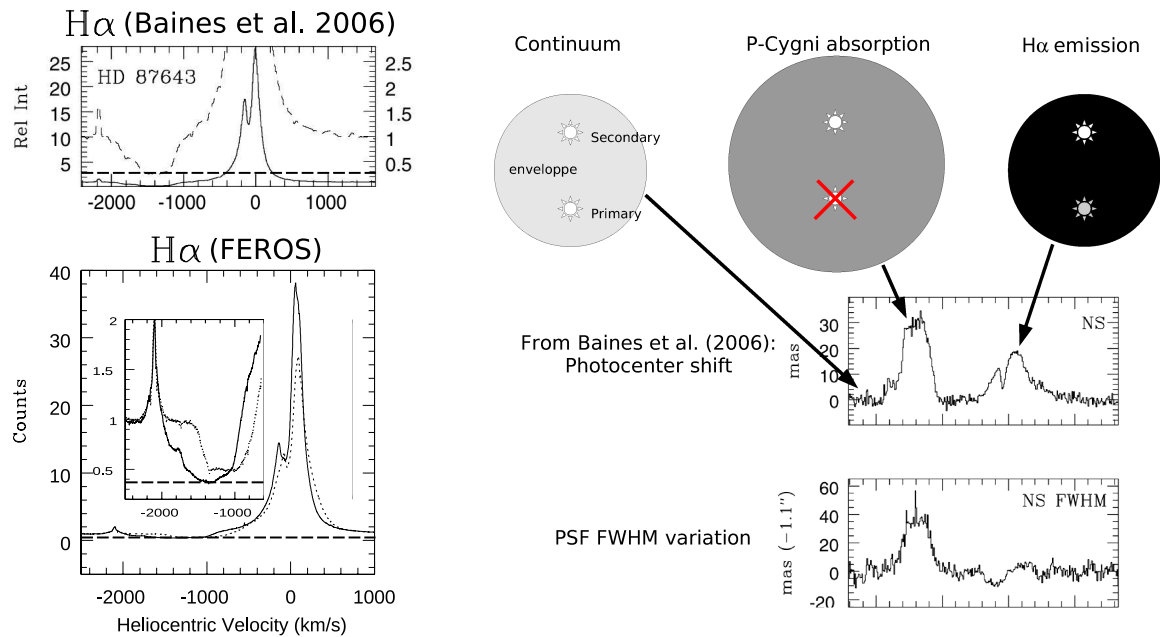 Hα (Baines et al. 2006)
HD 87643
Rel Int
25
20
15
10
5
2.5
2
1.5
1
0.5
-2000
-1000
0
1000
Hα (FEROS)
Counts
40
30
20
10
0
2
1.5
1
0.5
-2000
-1000
-2000
-1000
0
1000
Heliocentric Velocity (km/s)
Continuum
P-Cygni absorption
Hα emission
Secondary
enveloppe
Primary
From Baines et al. (2006):
Photocenter shift
NS
mas
30
20
10
0
PSF FWHM variation
NS FWHM
mas (-1.1")
60
40
20
0
-20